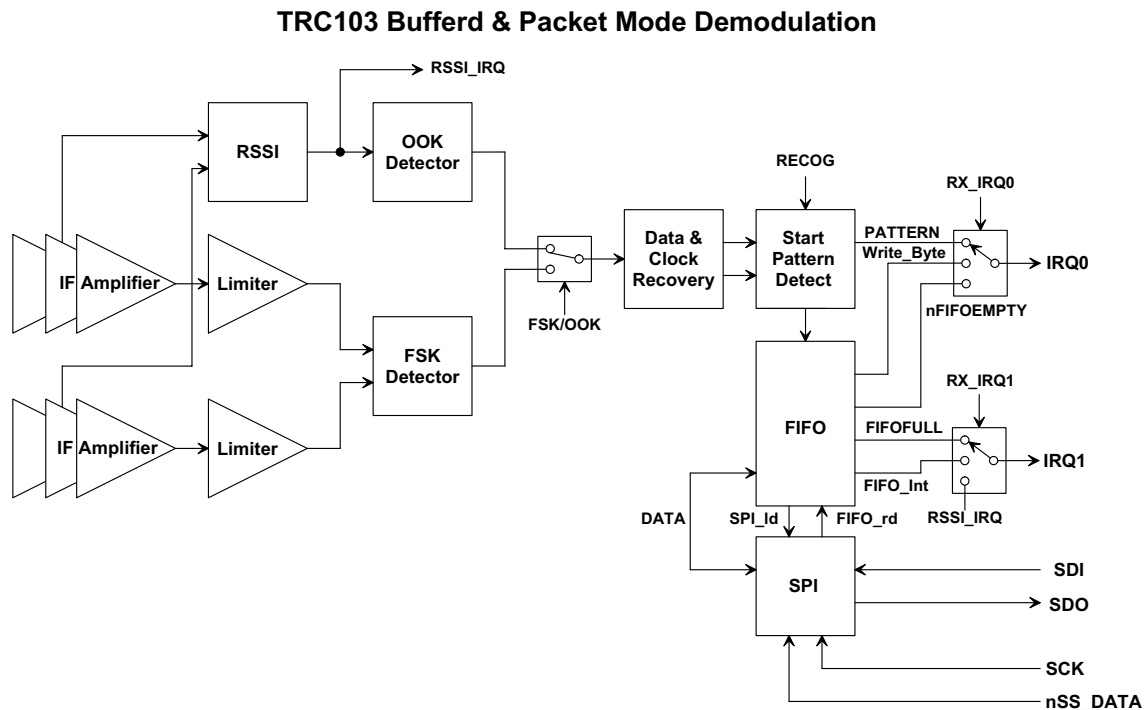 TRC103 Bufferd & Packet Mode Demodulation
RSSI_IRQ
RSSI
OOK
Detector
RECOG
RX_IRQ0
IF Amplifier
Limiter
Data &
Clock
Recovery
Start
Pattern
Detect
PATTERN
Write_Byte
IRQ0
nFIFOEMPTY
FSK/OOK
FSK
Detector
RX_IRQ1
IF Amplifier
Limiter
FIFO
FIFOFULL
IRQ1
FIFO_Int
DATA
SPI_ld
FIFO_rd
RSSI_IRQ
SPI
SDI
SDO
SCK
nSS_DATA